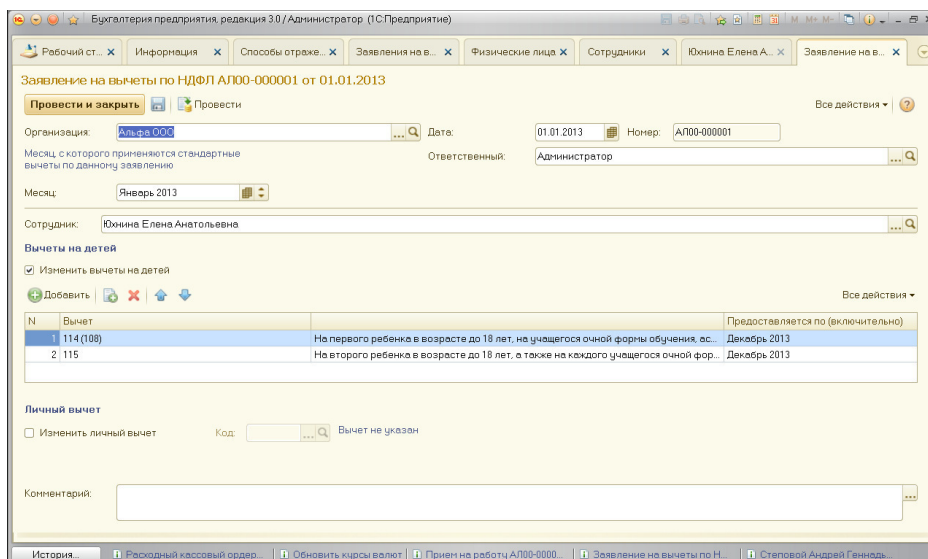 Бухгалтерия предприятия, редакция 3.0 / Администратор (1С:Предприятие)
M M+ M-
Рабочий ст... Информация Способы отраже... Заявления на в... Физические лица Сотрудники Юхнина Елена А... Заявление на в...
Заявление на вычеты по НДФЛ АЛ00-000001 от 01.01.2013
Провести и закрыть Провести Все действия
Организация: Альфа ООО Дата: 01.01.2013 Номер: АЛ00-000001
Месяц, с которого применяются стандартные
вычеты по данному заявлению
Ответственный: Администратор
Месяц: Январь 2013
Сотрудник: Юхнина Елена Анатольевна
Вычеты на детей
Изменить вычеты на детей
Добавить Все действия
N Вычет Предоставляется по (включительно)
1 114 (108) На первого ребенка в возрасте до 18 лет, на учащегося очной формы обучения, ас... Декабрь 2013
2 115 На второго ребенка в возрасте до 18 лет, а также на каждого учащегося очной фор... Декабрь 2013
Личный вычет
Изменить личный вычет Код: Вычет не указан
Комментарий:
История... Расходный кассовый ордер... Обновить курсы валют Прием на работу АЛ00-0000... Заявление на вычеты по Н... Степовой Андрей Геннадь...